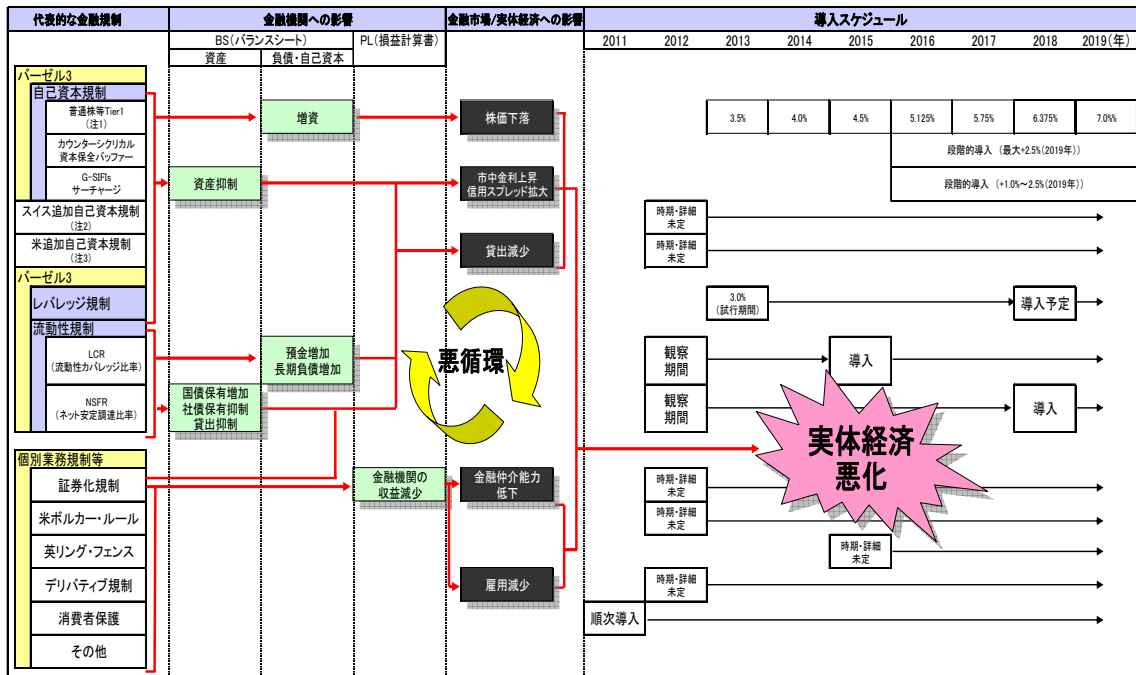 代表的な金融規制
金融機関への影響
金融市場/実体経済への影響
導入スケジュール
BS(バランスシート)
PL(損益計算書)
資産
負債・自己資本
2011
2012
2013
2014
2015
2016
2017
2018
2019(年)
バーゼル3
自己資本規制
普通株等Tier1
(注1)
カウンターシクリカル
資本保全バッファー
G-SIFIs
サーチャージ
スイス追加自己資本規制
(注2)
米追加自己資本規制
(注3)
バーゼル3
レバレッジ規制
流動性規制
LCR
(流動性カバレッジ比率)
NSFR
(ネット安定調達比率)
個別業務規制等
証券化規制
米ボルカー・ルール
英リング・フェンス
デリバティブ規制
消費者保護
その他
増資
資産抑制
預金増加
長期負債増加
国債保有増加
社債保有抑制
貸出抑制
金融機関の
収益減少
株価下落
市中金利上昇
信用スプレッド拡大
貸出減少
悪循環
金融仲介能力
低下
雇用減少
3.5%
4.0%
4.5%
5.125%
5.75%
6.375%
7.0%%
段階的導入 (最大+2.5%(2019年))
段階的導入 (+1.0%~2.5%(2019年))
時期・詳細
未定
時期・詳細
未定
3.0%
(試行期間)
導入予定
観察
期間
導入
観察
期間
導入
実体経済
悪化
時期・詳細
未定
時期・詳細
未定
時期・詳細
未定
時期・詳細
未定
順次導入